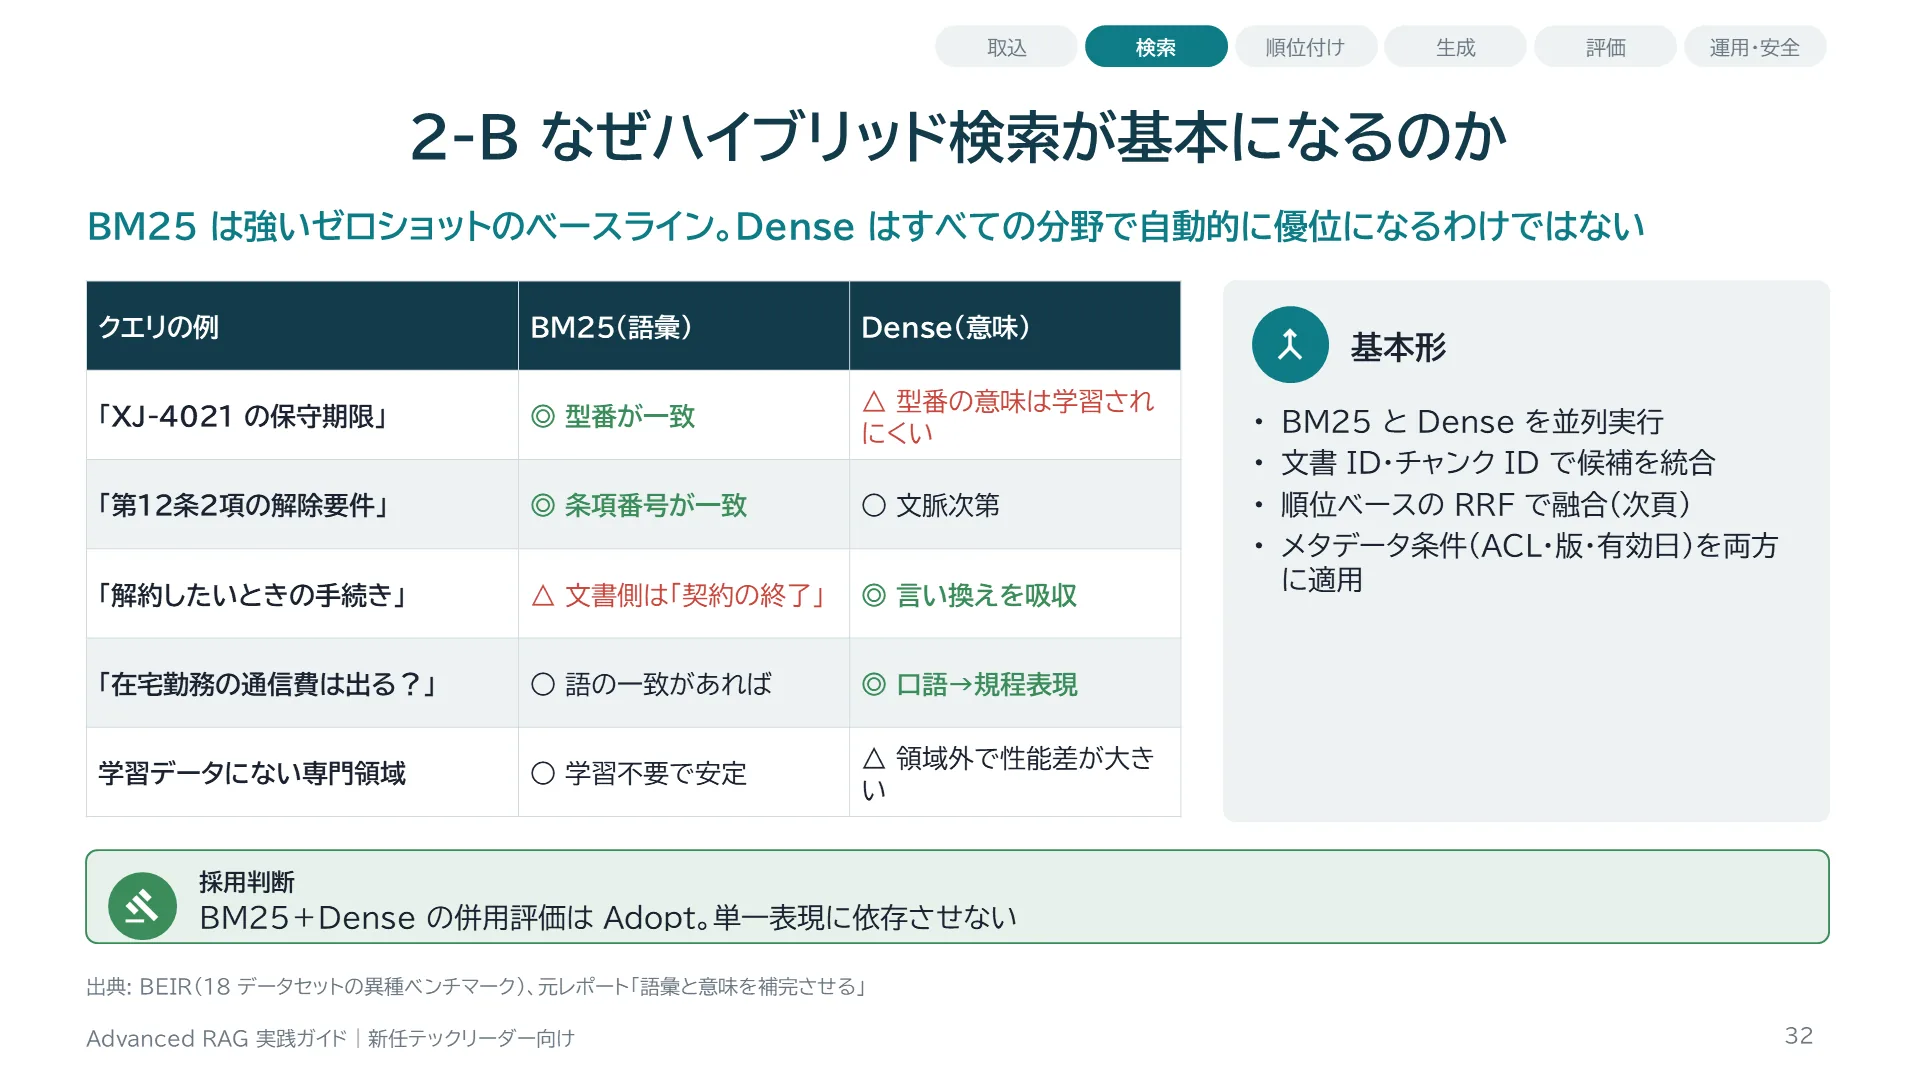 取込
検索
順位付け
生成
評価
運用・安全
2-B なぜハイブリッド検索が基本になるのか
BM25 は強いゼロショットのベースライン。Dense はすべての分野で自動的に優位になるわけではない
クエリの例
BM25（語彙）
Dense（意味）
「XJ-4021 の保守期限」
◎ 型番が一致
△ 型番の意味は学習され
にくい
「第12条2項の解除要件」
◎ 条項番号が一致
○ 文脈次第
「解約したいときの手続き」
△ 文書側は「契約の終了」
◎ 言い換えを吸収
「在宅勤務の通信費は出る？」
○ 語の一致があれば
◎ 口語→規程表現
学習データにない専門領域
○ 学習不要で安定
△ 領域外で性能差が大き
い
基本形
• BM25 と Dense を並列実行
• 文書 ID・チャンク ID で候補を統合
• 順位ベースの RRF で融合（次頁）
• メタデータ条件（ACL・版・有効日）を両方
に適用
採用判断
BM25＋Dense の併用評価は Adopt。単一表現に依存させない
出典: BEIR（18 データセットの異種ベンチマーク）、元レポート「語彙と意味を補完させる」
Advanced RAG 実践ガイド｜新任テックリーダー向け
32